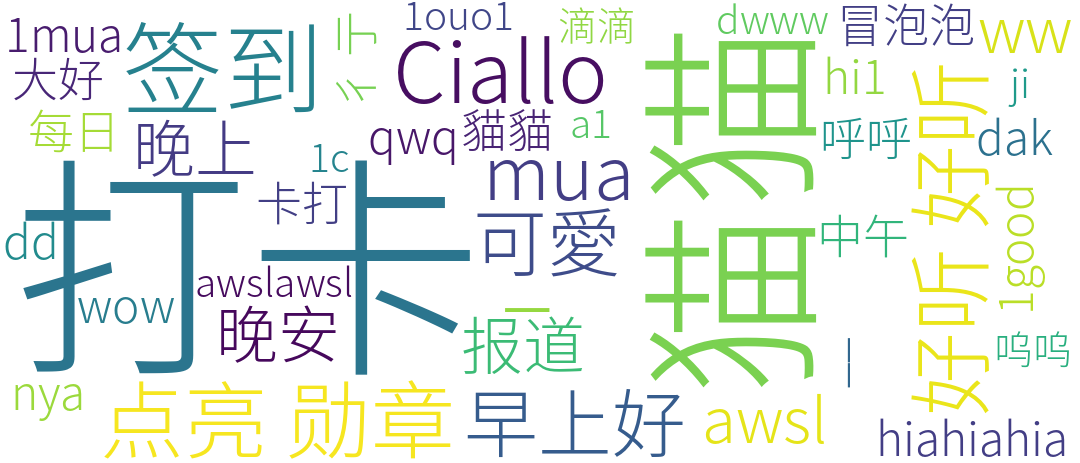 1mua
签到
行
Ciallo
1ouo1
滴滴
dwww
冒泡泡
ww
大好
每日
晚上
1c
qwq
貓貓
a1
猫猫
hi1
呼呼
好听 好听
ji
dak
打卡
卡打
mua
可愛
dd
wow
awslawsl
晚安
一
报道
中午
1good
一
呜呜
nya
点亮 勋章
早上好
awsl
hiahiahia